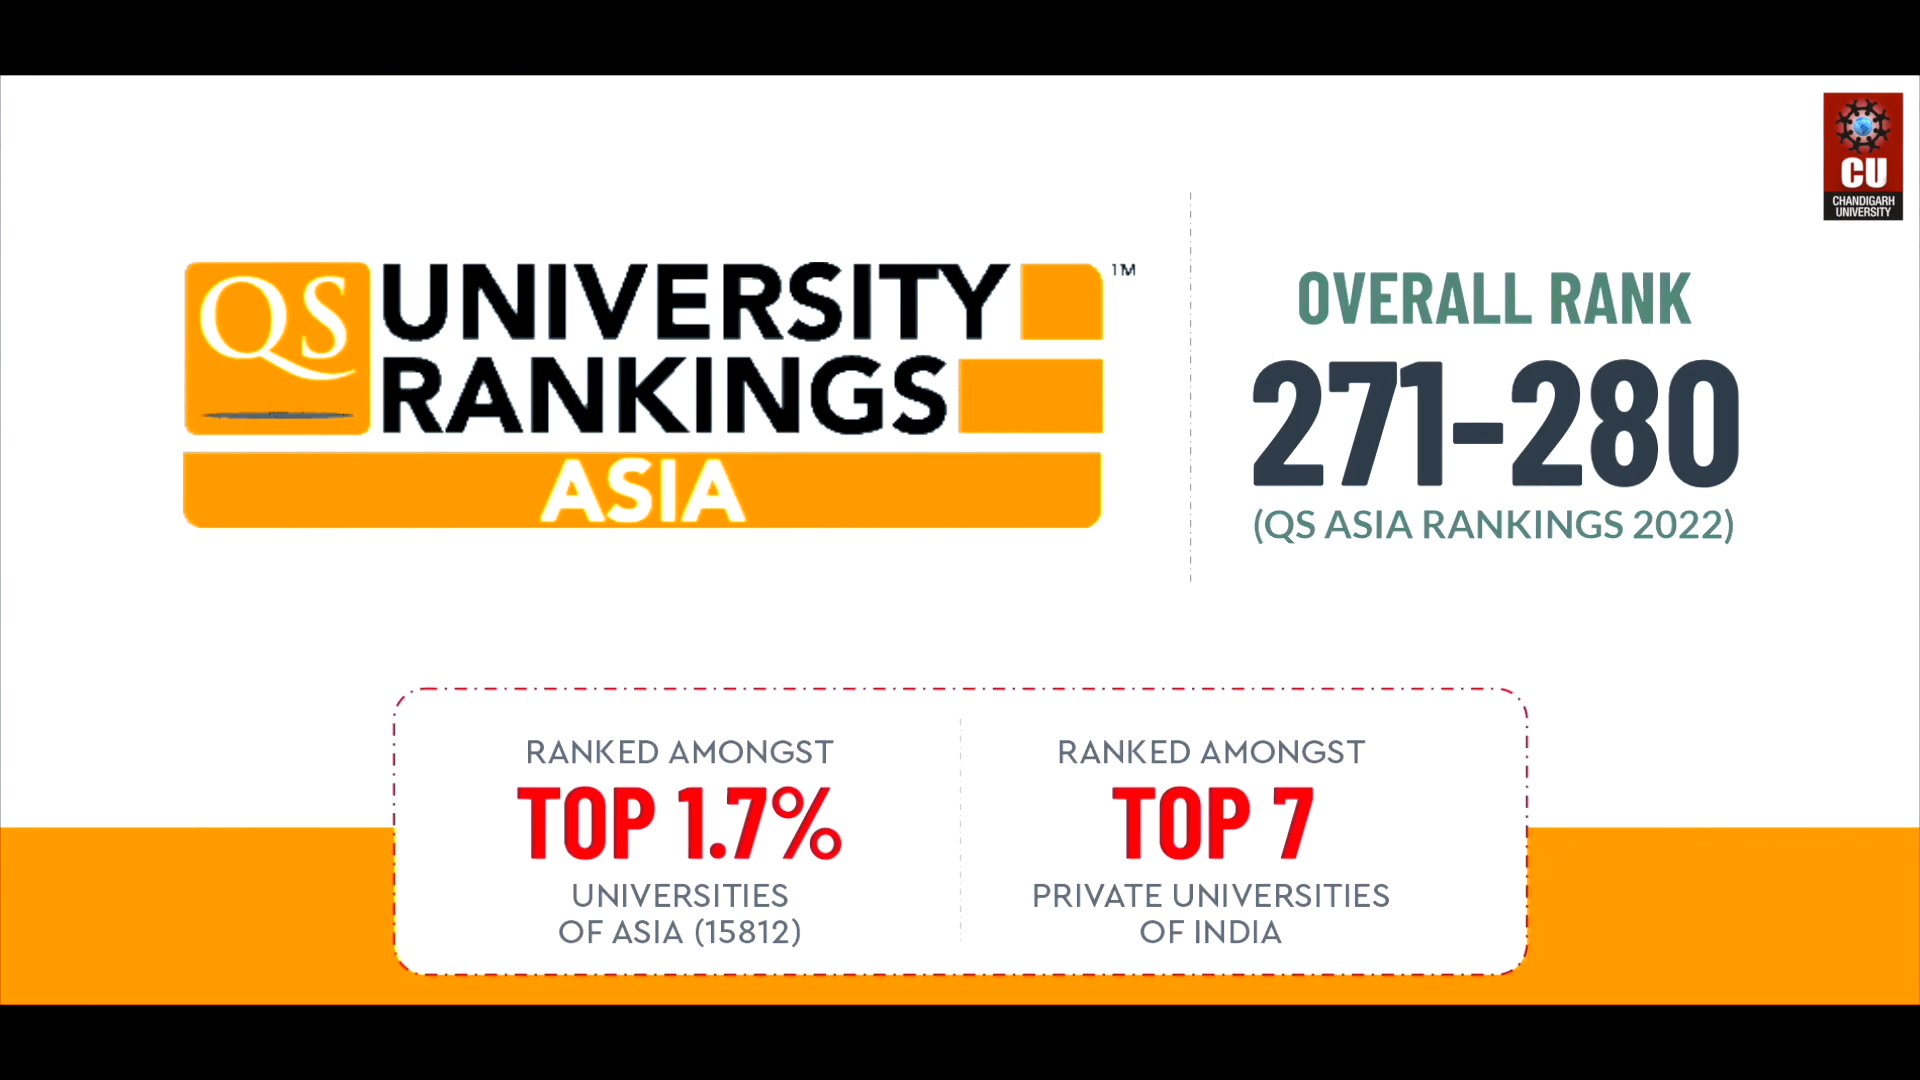 CU
CHANDIGARH
UNIVERSITY
QS UNIVERSITY
RANKINGS
ASIA
TM
OVERALL RANK
271-280
(QS ASIA RANKINGS 2022)
RANKED AMONGST
TOP 1.7%
UNIVERSITIES
OF ASIA (15812)
RANKED AMONGST
TOP 7
PRIVATE UNIVERSITIES
OF INDIA